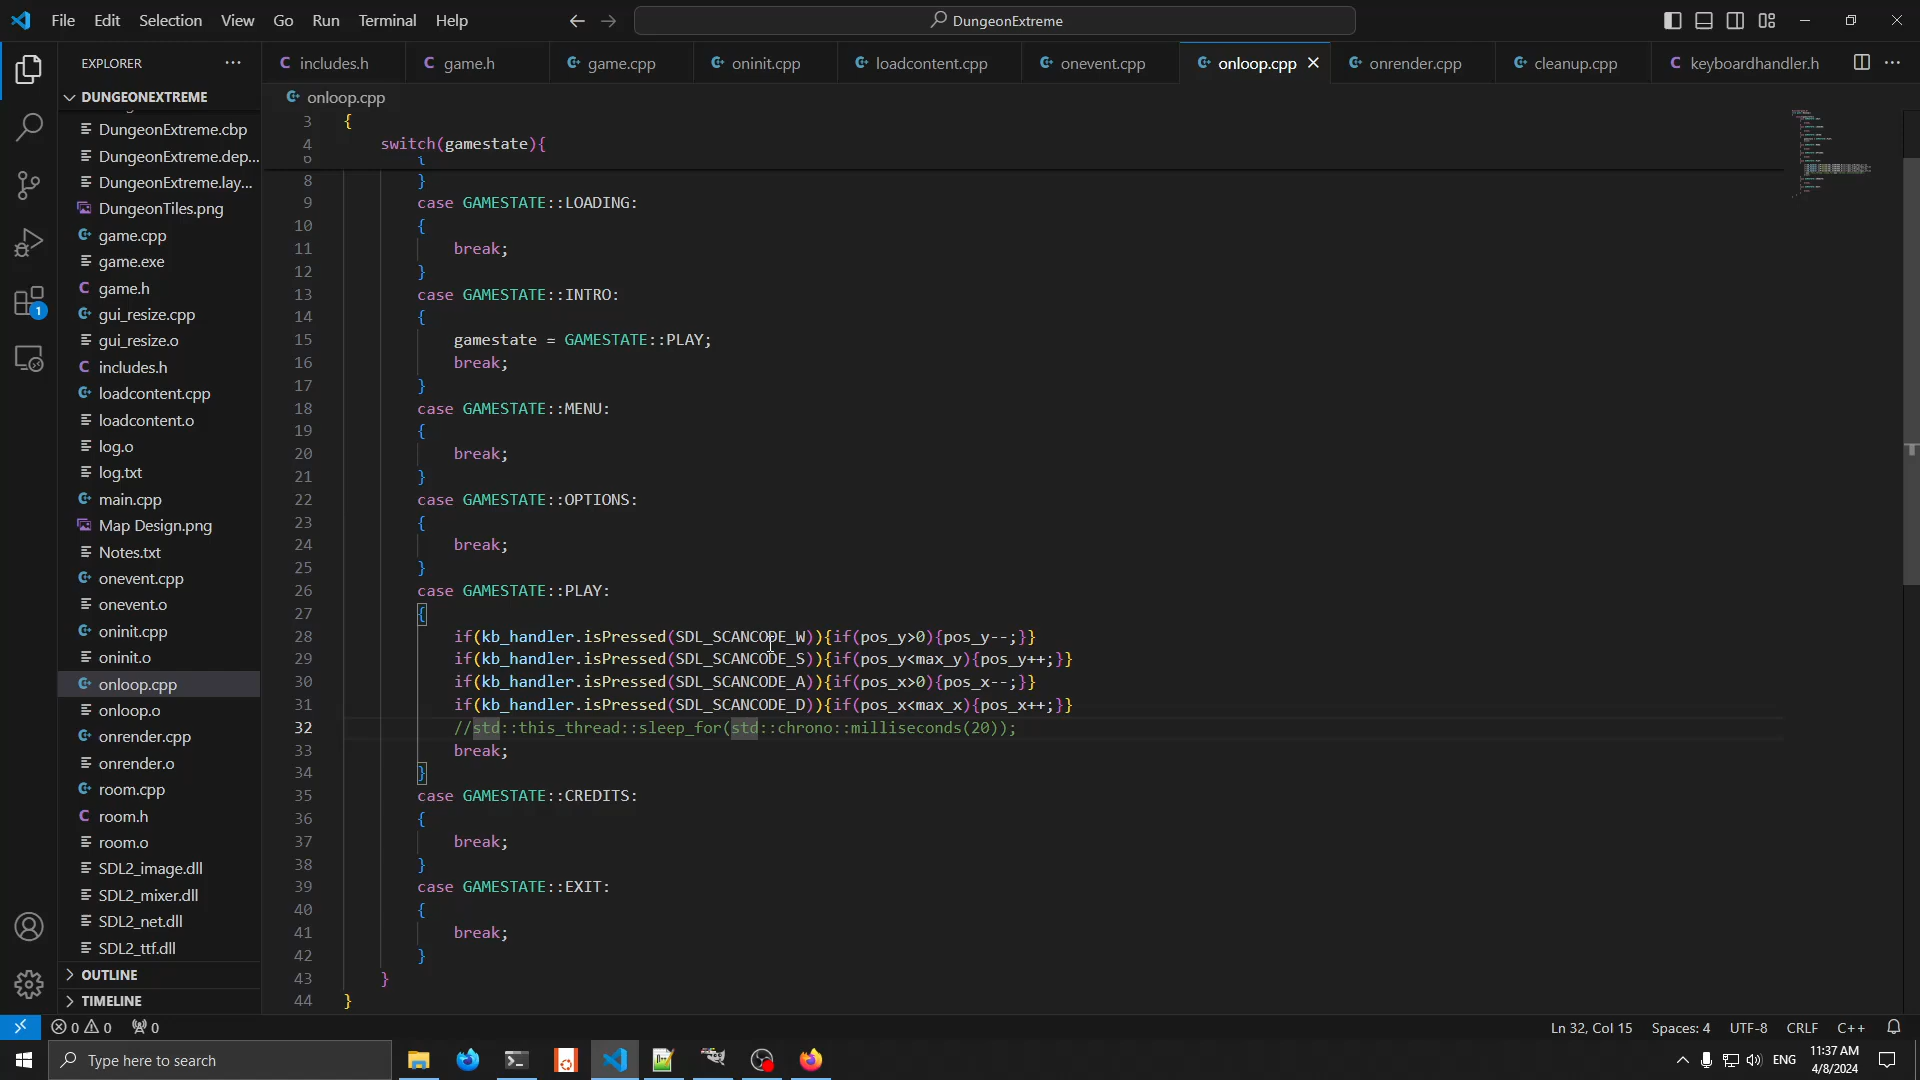 File Edit Selection View Go Run Terminal Help
DungeonExtreme
EXPLORER
includes.h
game.h
game.cpp
oninit.cpp
loadcontent.cpp
onevent.cpp
onloop.cpp
onrender.cpp
cleanup.cpp
keyboardhandler.h
DUNGEONEXTREME
DungeonExtreme.cbp
DungeonExtreme.dep...
DungeonExtreme.lay...
DungeonTiles.png
game.cpp
game.exe
game.h
gui_resize.cpp
gui_resize.o
includes.h
loadcontent.cpp
loadcontent.o
log.o
log.txt
main.cpp
Map Design.png
Notes.txt
onevent.cpp
onevent.o
oninit.cpp
oninit.o
onloop.cpp
onloop.o
onrender.cpp
onrender.o
room.cpp
room.h
room.o
SDL2_image.dll
SDL2_mixer.dll
SDL2_net.dll
SDL2_ttf.dll
OUTLINE
TIMELINE
1
onloop.cpp
3 {
4 switch(gamestate){
6 {
8 }
9 case GAMESTATE::LOADING:
10 {
11 break;
12 }
13 case GAMESTATE::INTRO:
14 {
15 gamestate = GAMESTATE::PLAY;
16 break;
17 }
18 case GAMESTATE::MENU:
19 {
20 break;
21 }
22 case GAMESTATE::OPTIONS:
23 {
24 break;
25 }
26 case GAMESTATE::PLAY:
27 {
28 if(kb_handler.isPressed(SDL_SCANCODE_W)){if(pos_y>0){pos_y--;}}
29 if(kb_handler.isPressed(SDL_SCANCODE_S)){if(pos_y<max_y){pos_y++;}}
30 if(kb_handler.isPressed(SDL_SCANCODE_A)){if(pos_x>0){pos_x--;}}
31 if(kb_handler.isPressed(SDL_SCANCODE_D)){if(pos_x<max_x){pos_x++;}}
32 //std::this_thread::sleep_for(std::chrono::milliseconds(20));
33 break;
34 }
35 case GAMESTATE::CREDITS:
36 {
37 break;
38 }
39 case GAMESTATE::EXIT:
40 {
41 break;
42 }
43 }
44 }
0 0 0
Ln 32, Col 15 Spaces: 4 UTF-8 CRLF C++
Type here to search
ENG
11:37 AM
4/8/2024